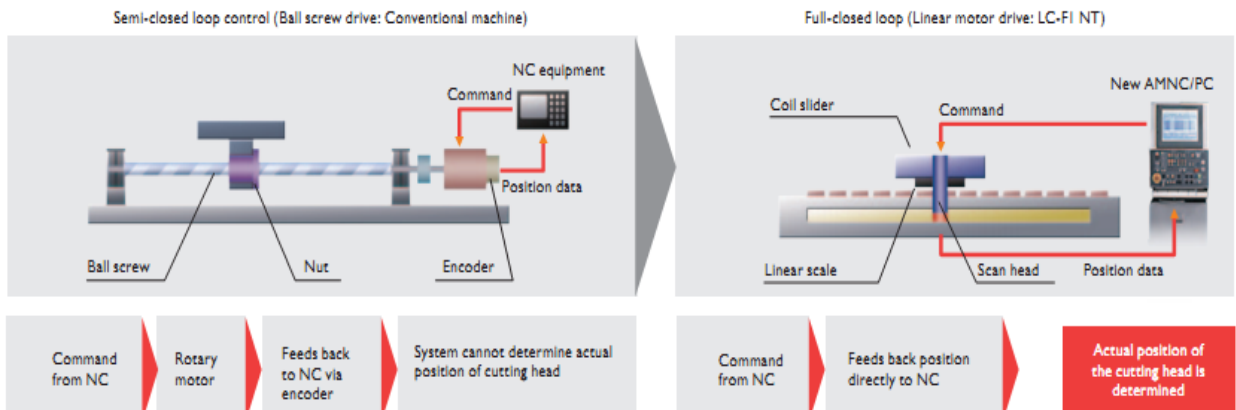 Semi-closed loop control (Ball screw drive: Conventional machine)
NC equipment
Command
Position data
Ball screw
Nut
Encoder
Command
from NC
Rotary
motor
Feeds back
to NC via
encoder
System cannot determine actual
position of cutting head
Full-closed loop (Linear motor drive: LC-F1 NT)
New AMNC/PC
Coil slider
Command
Linear scale
Scan head
Position data
Command
from NC
Feeds back position
directly to NC
Actual position of
the cutting head is
determined